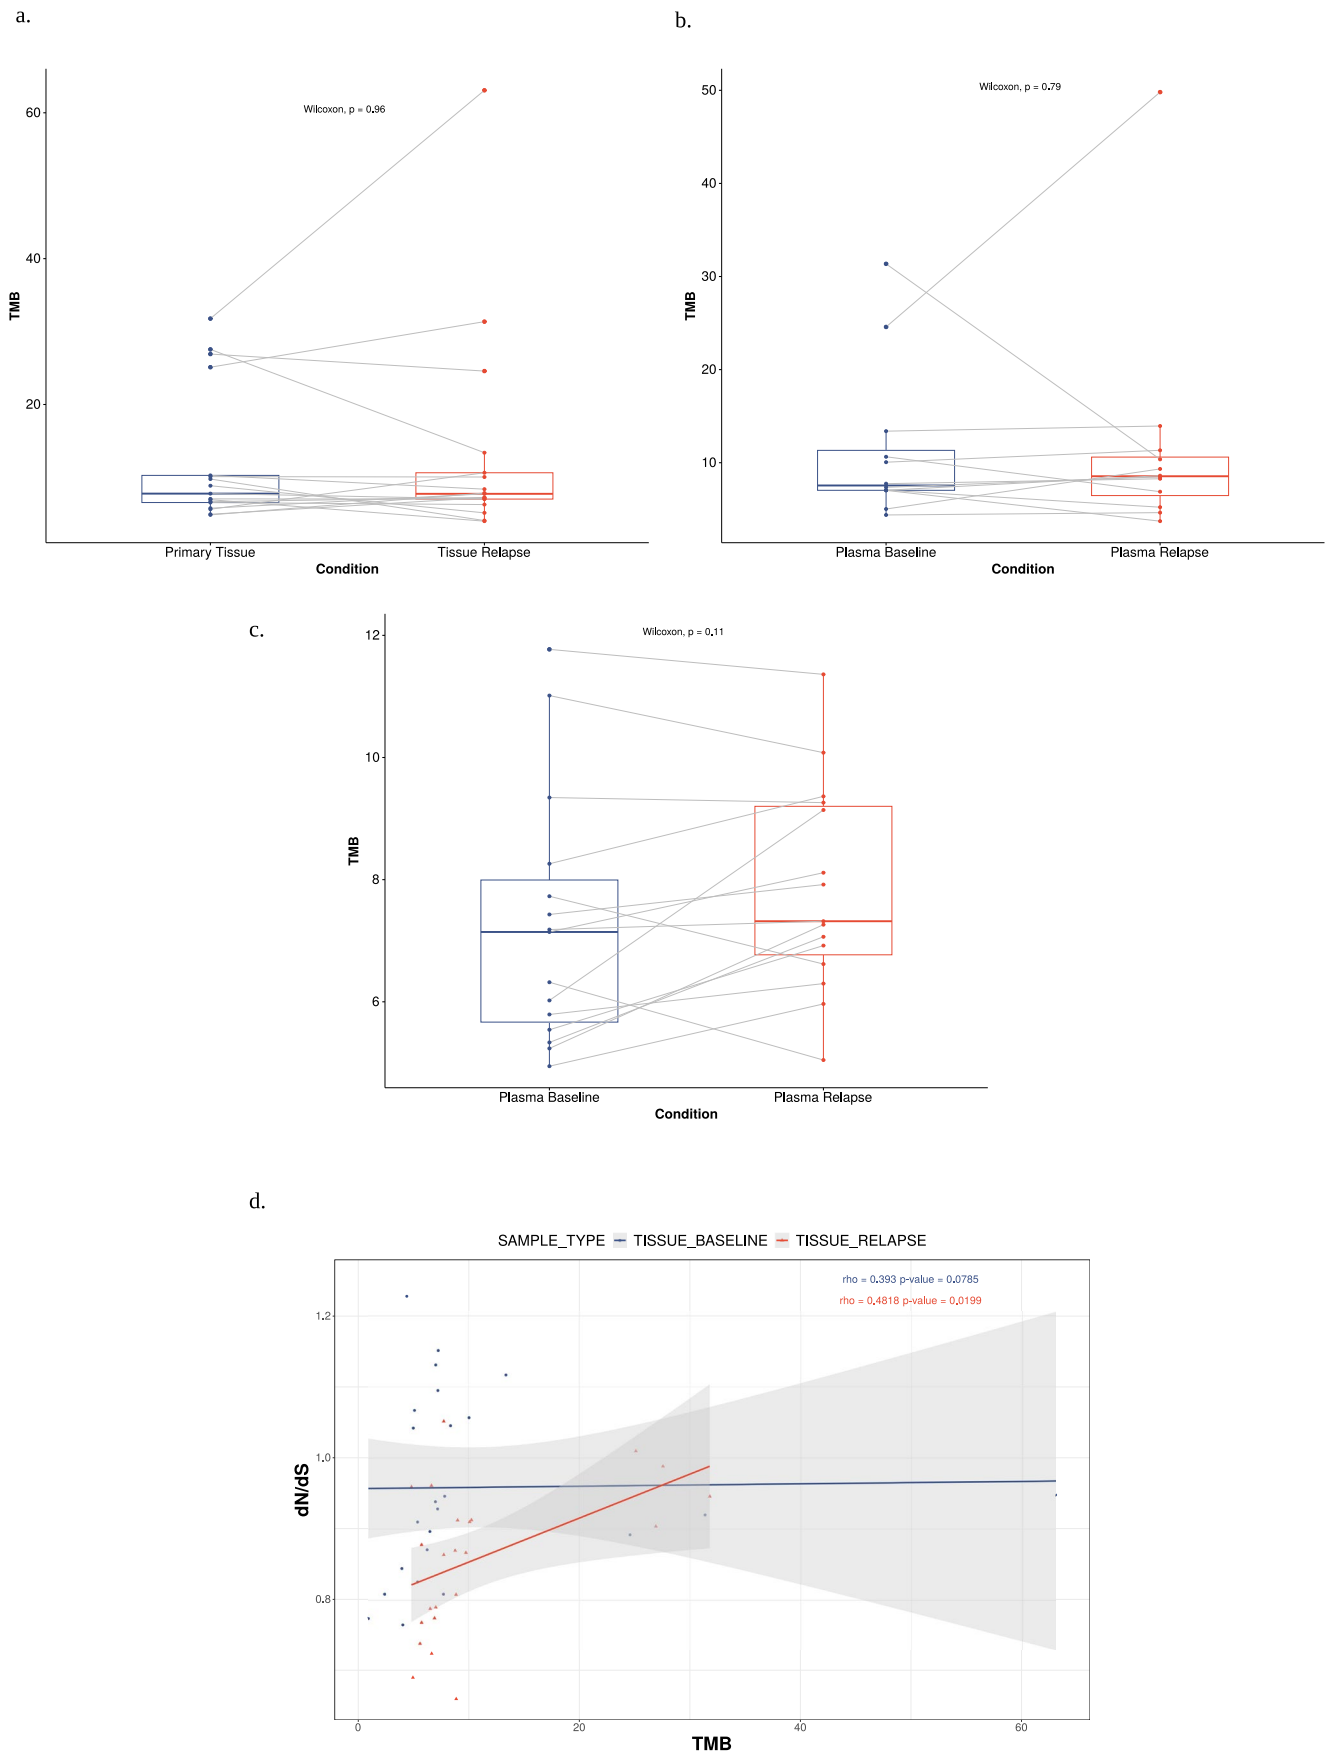 a.
b.
Wilcoxon, p = 0.96
60
40
20
TMB
Primary Tissue
Tissue Relapse
Condition
Wilcoxon, p = 0.79
50
40
30
20
10
TMB
Plasma Baseline
Plasma Relapse
Condition
c.
Wilcoxon, p = 0.11
12
10
8
6
TMB
Plasma Baseline
Plasma Relapse
Condition
d.
SAMPLE_TYPE TISSUE_BASELINE TISSUE_RELAPSE
rho = 0.393 p-value = 0.0785
rho = 0.4818 p-value = 0.0199
1.2
1.0
0.8
dN/dS
0
20
40
60
TMB